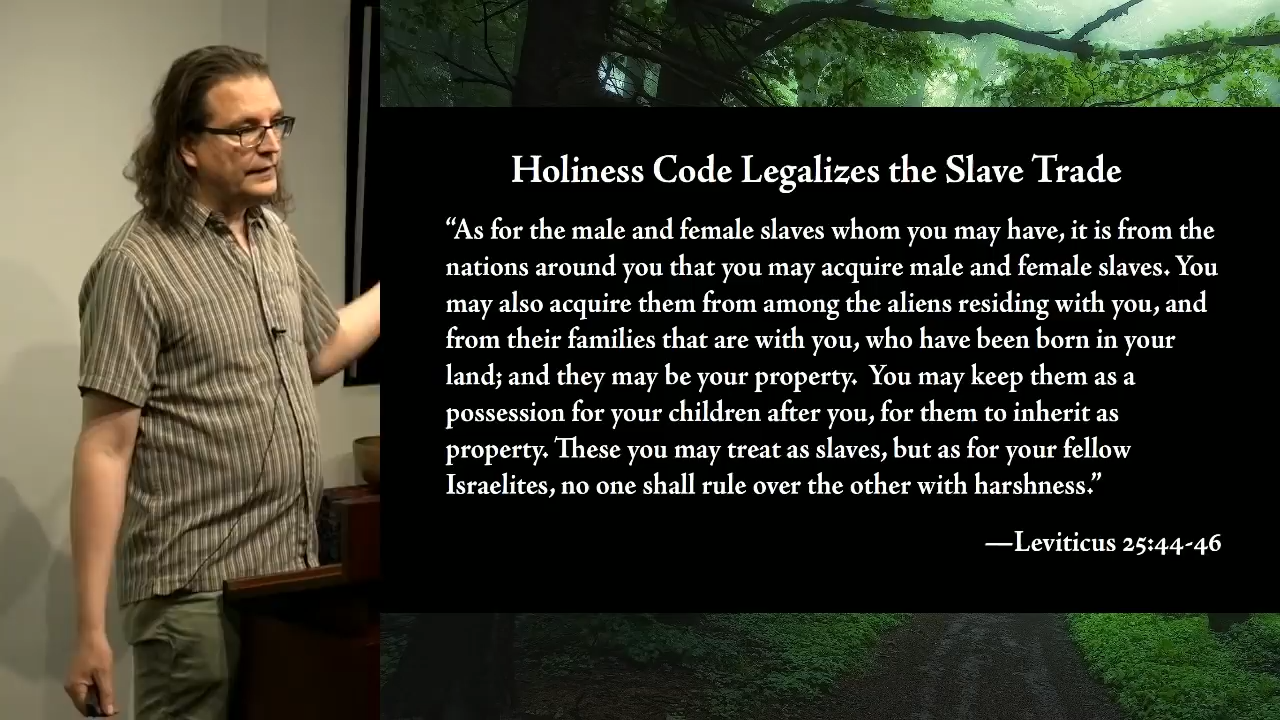 Holiness Code Legalizes the Slave Trade
“As for the male and female slaves whom you may have, it is from the
nations around you that you may acquire male and female slaves. You
may also acquire them from among the aliens residing with you, and
from their families that are with you, who have been born in your
land; and they may be your property.  You may keep them as a
possession for your children after you, for them to inherit as
property. These you may treat as slaves, but as for your fellow
Israelites, no one shall rule over the other with harshness.”
—Leviticus 25:44-46